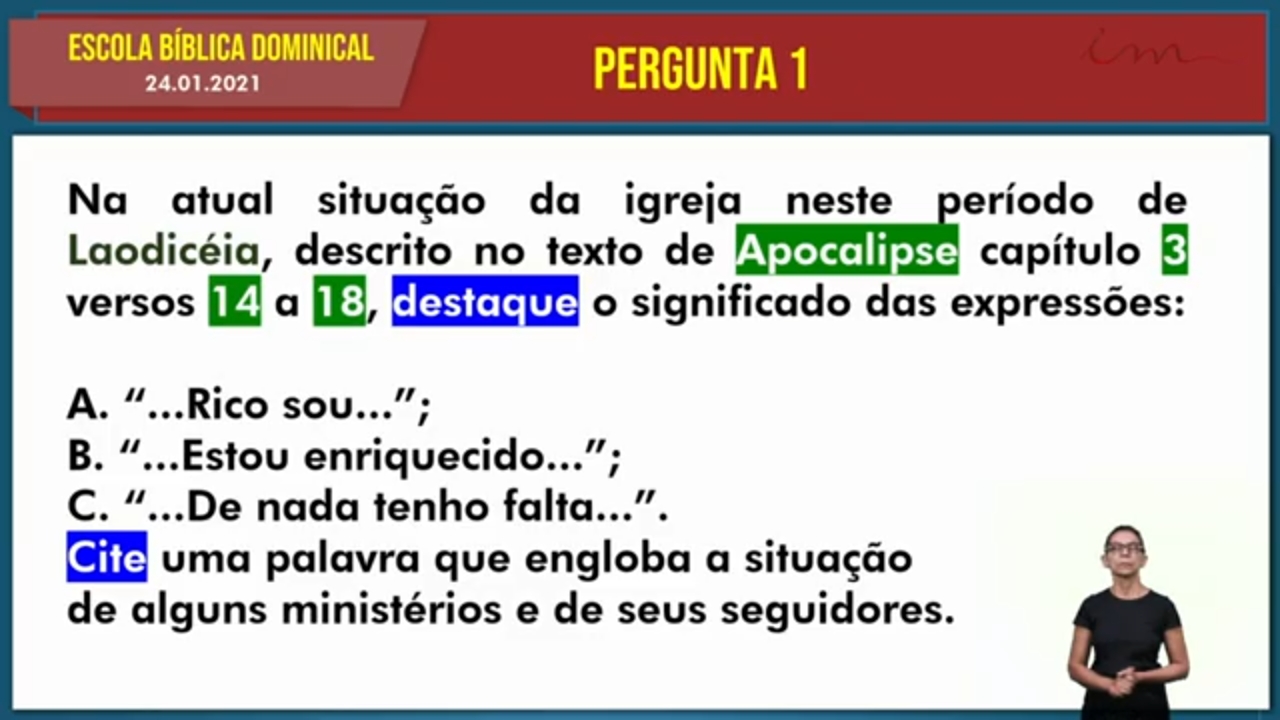 ESCOLA BÍBLICA DOMINICAL
24.01.2021
PERGUNTA 1
im
Na atual situação da igreja neste período de
Laodicéia, descrito no texto de Apocalipse capítulo 3
versos 14 a 18, destaque o significado das expressões:
A. “...Rico sou...”;
B. “...Estou enriquecido...”;
C. “...De nada tenho falta...”.
Cite uma palavra que engloba a situação
de alguns ministérios e de seus seguidores.